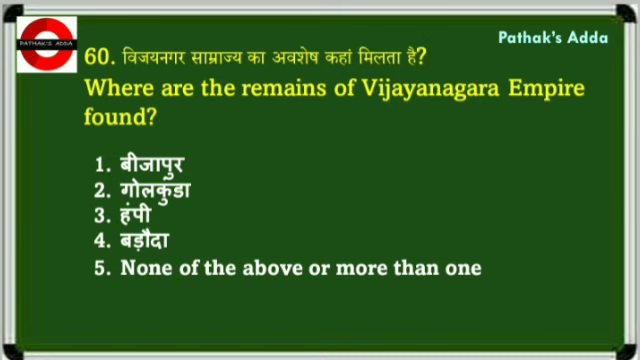 PATHAK'S ADDA
Pathak's Adda
60. विजयनगर साम्राज्य का अवशेष कहां मिलता है?
Where are the remains of Vijayanagara Empire
found?
1. बीजापुर
2. गोलकुंडा
3. हंपी
4. बड़ौदा
5. None of the above or more than one